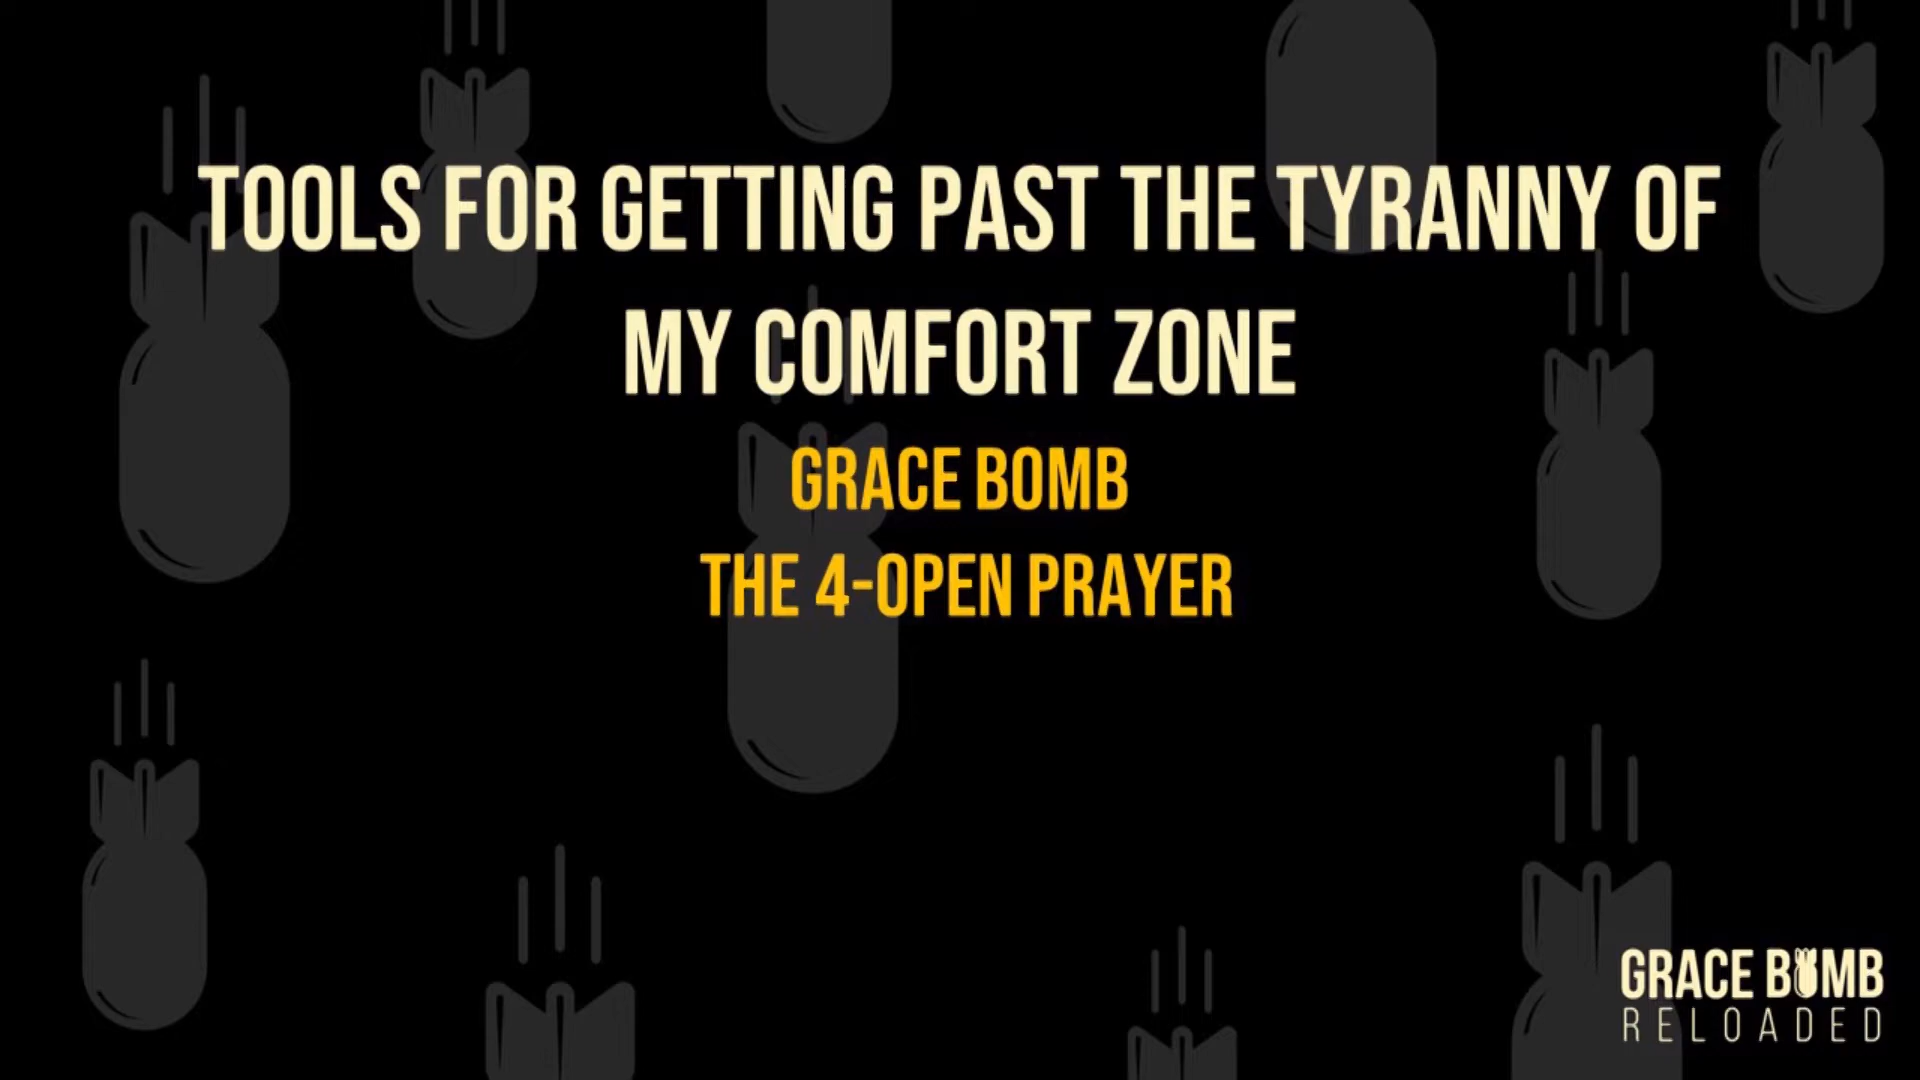 TOOLS FOR GETTING PAST THE TYRANNY OF
MY COMFORT ZONE
GRACE BOMB
THE 4-OPEN PRAYER
GRACE BOMB
RELOADED